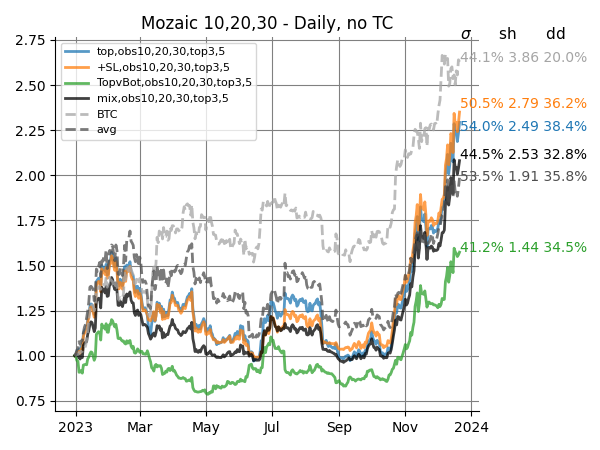 Mozaic 10,20,30 - Daily, no TC
σ sh dd
2.75
2.50
2.25
2.00
1.75
1.50
1.25
1.00
0.75
top,obs10,20,30,top3,5
+SL,obs10,20,30,top3,5
TopvBot,obs10,20,30,top3,5
mix,obs10,20,30,top3,5
BTC
avg
44.1% 3.86 20.0%
50.5% 2.79 36.2%
54.0% 2.49 38.4%
44.5% 2.53 32.8%
53.5% 1.91 35.8%
41.2% 1.44 34.5%
2023 Mar May Jul Sep Nov 2024